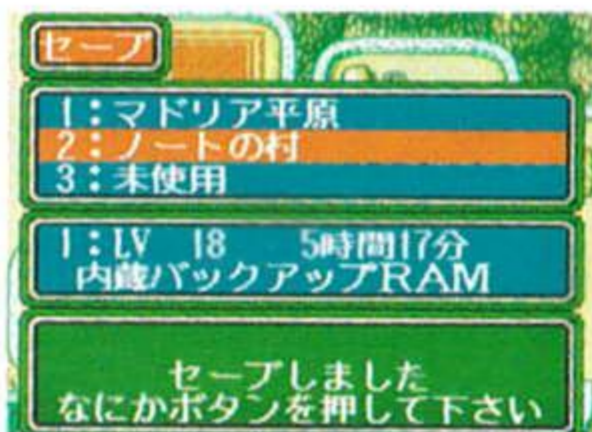 セーブ
1:マドリア平原
2:ノートの村
3:未使用
1:LV 18 5時間17分
内蔵バックアップRAM
セーブしました
なにかボタンを押して下さい